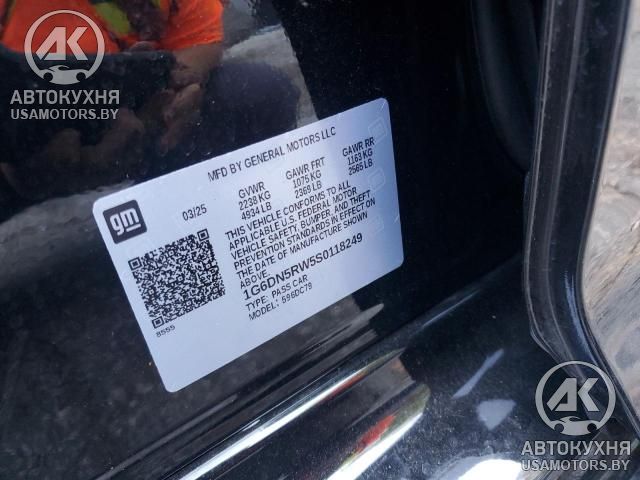 AK
АВТОКУХНЯ
USAMOTORS.BY
MFD BY GENERAL MOTORS LLC
gm
03/25
GVWR GAWR FRT GAWR RR
2238 KG 1075 KG 1163 KG
4934 LB 2369 LB 2565 LB
THIS VEHICLE CONFORMS TO ALL
APPLICABLE U.S. FEDERAL MOTOR
VEHICLE SAFETY, BUMPER, AND THEFT
PREVENTION STANDARDS IN EFFECT ON
THE DATE OF MANUFACTURE SHOWN
ABOVE.
1G6DN5RW5S0118249
TYPE: PASS CAR
MODEL: 596DC79
8555
AK
АВТОКУХНЯ
USAMOTORS.BY